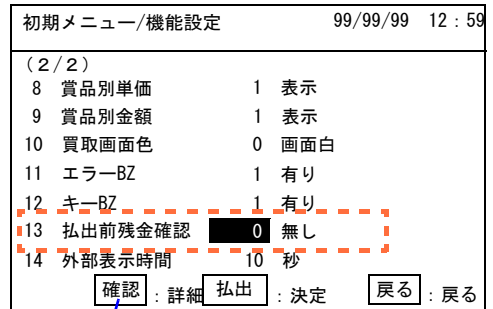 初期メニュー/機能設定 99/99/99 12：59
(２/２)
8 賞品別単価 1 表示
9 賞品別金額 1 表示
10 買取画面色 0 画面白
11 エラーBZ 1 有り
12 キーBZ 1 有り
13 払出前残金確認 0 無し
14 外部表示時間 10 秒
確認：詳細 払出：決定 戻る：戻る